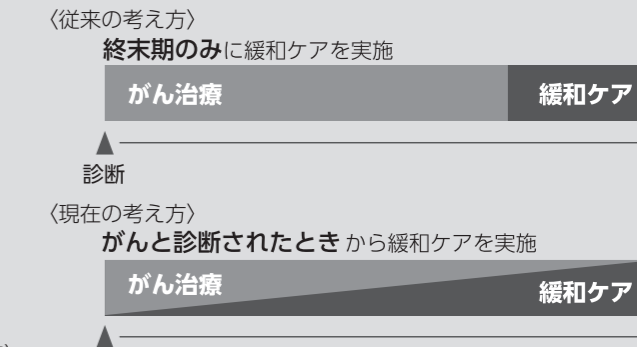 〈従来の考え方〉
終末期のみに緩和ケアを実施
がん治療 緩和ケア
診断
〈現在の考え方〉
がんと診断されたときから緩和ケアを実施
がん治療
緩和ケア